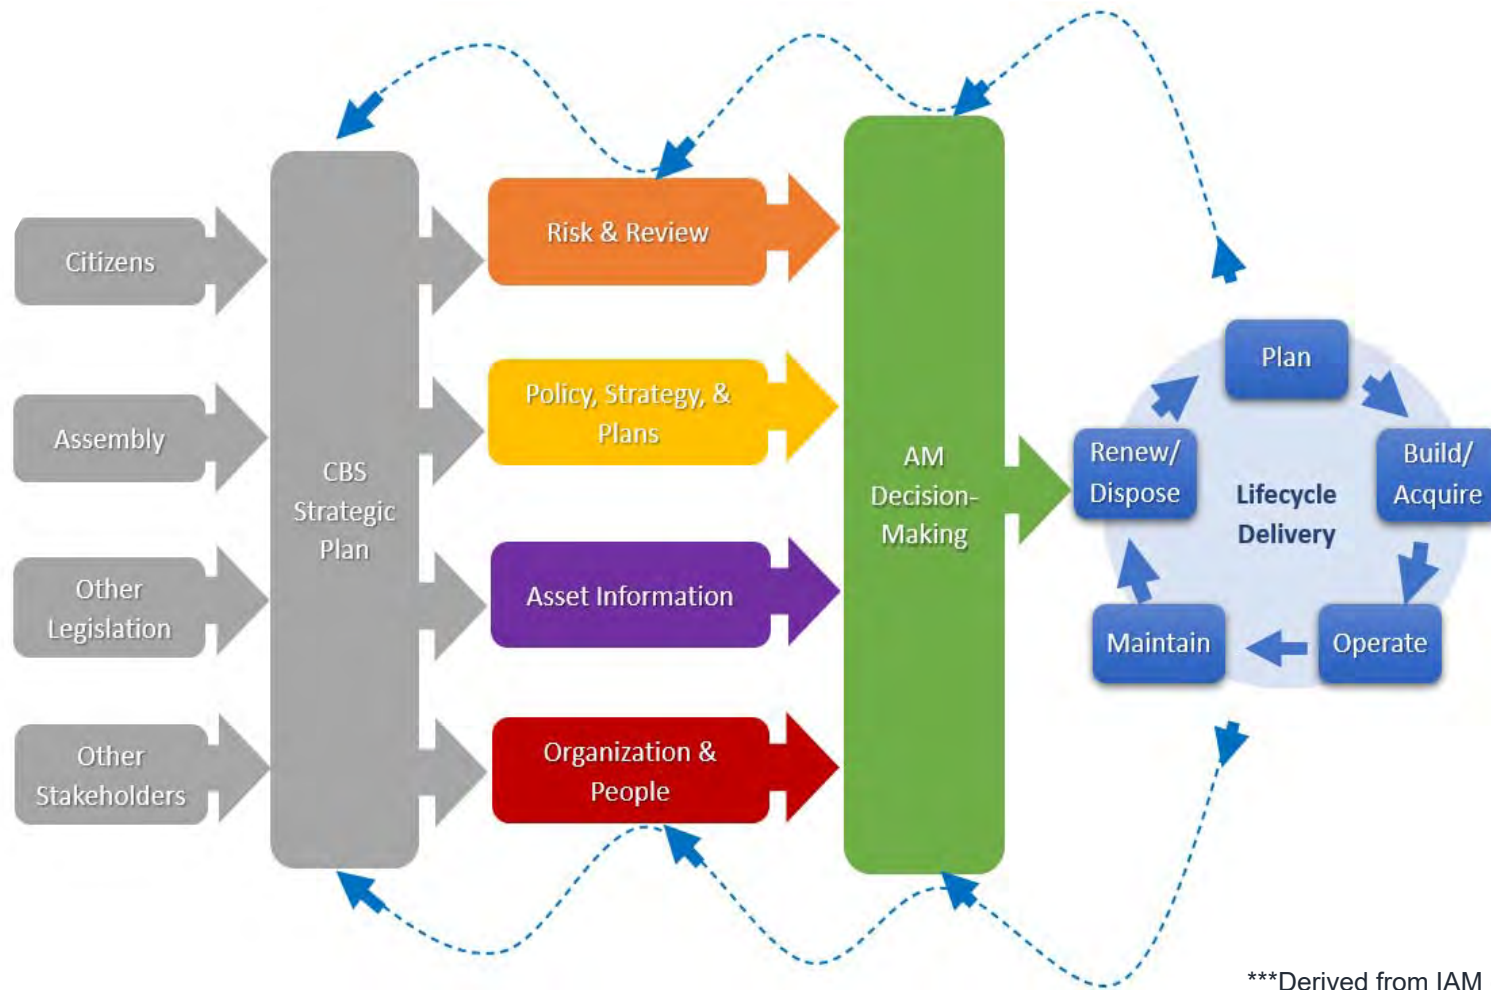 Citizens
Assembly
Other
Legislation
Other
Stakeholders
CBS
Strategic
Plan
Risk & Review
Policy, Strategy, &
Plans
Asset Information
Organization &
People
AM
Decision-
Making
Plan
Build/
Acquire
Operate
Maintain
Renew/
Dispose
Lifecycle
Delivery
***Derived from IAM